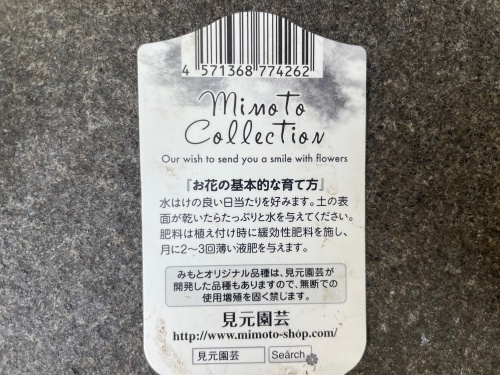 4 571368 774262
Mimoto
Collection
Our wish to send you a smile with flowers
『お花の基本的な育て方』
水はけの良い日当たりを好みます。土の表
面が乾いたらたっぷりと水を与えてください。
肥料は植え付け時に緩効性肥料を施し、
月に2〜3回薄い液肥を与えます。
みもとオリジナル品種は、見元園芸が
開発した品種もありますので、無断での
使用増殖を固く禁じます。
見元園芸
http://www.mimoto-shop.com/
見元園芸 Search